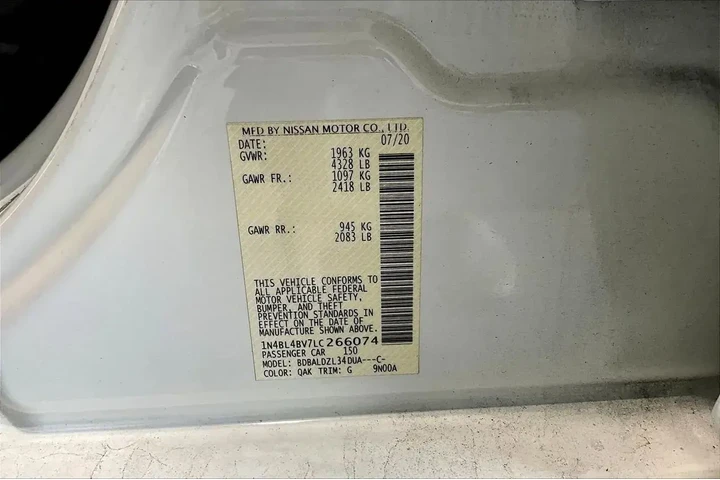 MFD BY NISSAN MOTOR CO., LTD.
DATE: 07/20
GVWR: 1963 KG
4328 LB
GAWR FR.: 1097 KG
2418 LB
GAWR RR.: 945 KG
2083 LB
THIS VEHICLE CONFORMS TO
ALL APPLICABLE FEDERAL
MOTOR VEHICLE SAFETY,
BUMPER, AND THEFT
PREVENTION STANDARDS IN
EFFECT ON THE DATE OF
MANUFACTURE SHOWN ABOVE.
1N4BL4BV7LC266074
PASSENGER CAR 150
MODEL: BDBALDZL34DUA---C-
COLOR: QAK TRIM: G 9N00A